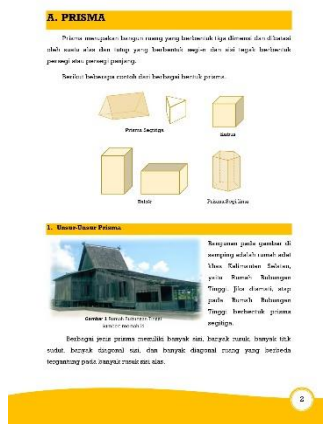 A. PRISMA
Prisma merupakan bangun ruang yang berbentuk tiga dimensi dan dibatasi
oleh suatu alas dan tutup yang berbentuk segi-n dan sisi tegak berbentuk
persegi atau persegi panjang.
Berikut beberapa contoh dari berbagai bentuk prisma.
Prisma Segitiga
Kubus
Balok
Prisma Segi lima
1. Unsur-Unsur Prisma
Bangunan pada gambar di
samping adalah rumah adat
khas Kalimantan Selatan,
yaitu Rumah Bubungan
Tinggi. Jika diamati, atap
pada Rumah Bubungan
Tinggi berbentuk prisma
segitiga.
Gambar 1 Rumah Bubungan Tinggi
Berbagai jenis prisma memiliki banyak sisi, banyak rusuk, banyak titik
sudut, banyak diagonal sisi, dan banyak diagonal ruang yang berbeda
tergantung pada banyak rusuk sisi alas.
2